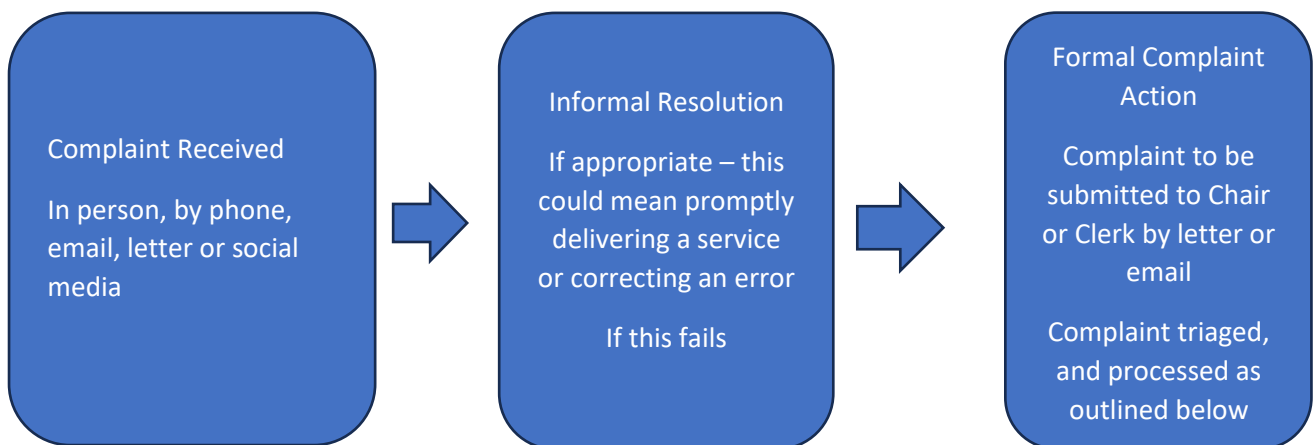 Complaint Received
In person, by phone,
email, letter or social
media
Informal Resolution
If appropriate – this
could mean promptly
delivering a service
or correcting an error
If this fails
Formal Complaint
Action
Complaint to be
submitted to Chair
or Clerk by letter or
email
Complaint triaged,
and processed as
outlined below